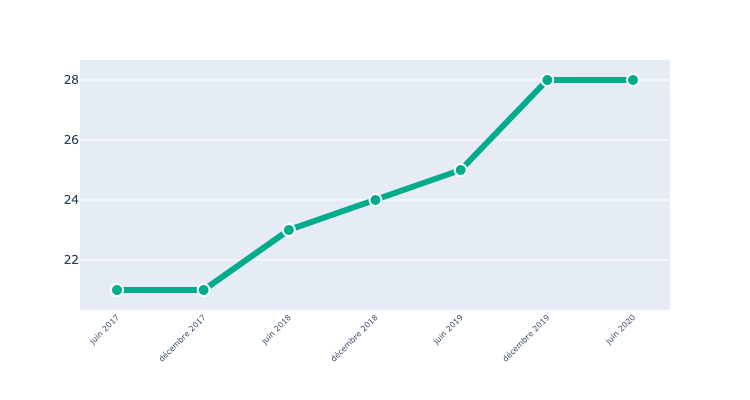 28
26
24
22
juin 2017
décembre 2017
juin 2018
décembre 2018
juin 2019
décembre 2019
juin 2020